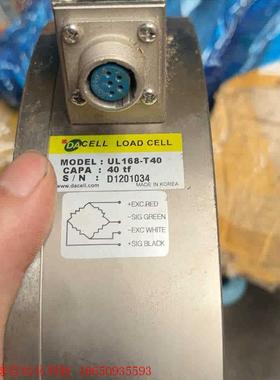 DACELL LOAD CELL
MODEL : UL168-T40
CAPA : 40 tf
S / N : D1201034
www.dacell.com MADE IN KOREA
+EXC.RED
-SIG GREEN
-EXC WHITE
+SIG BLACK
18650935593